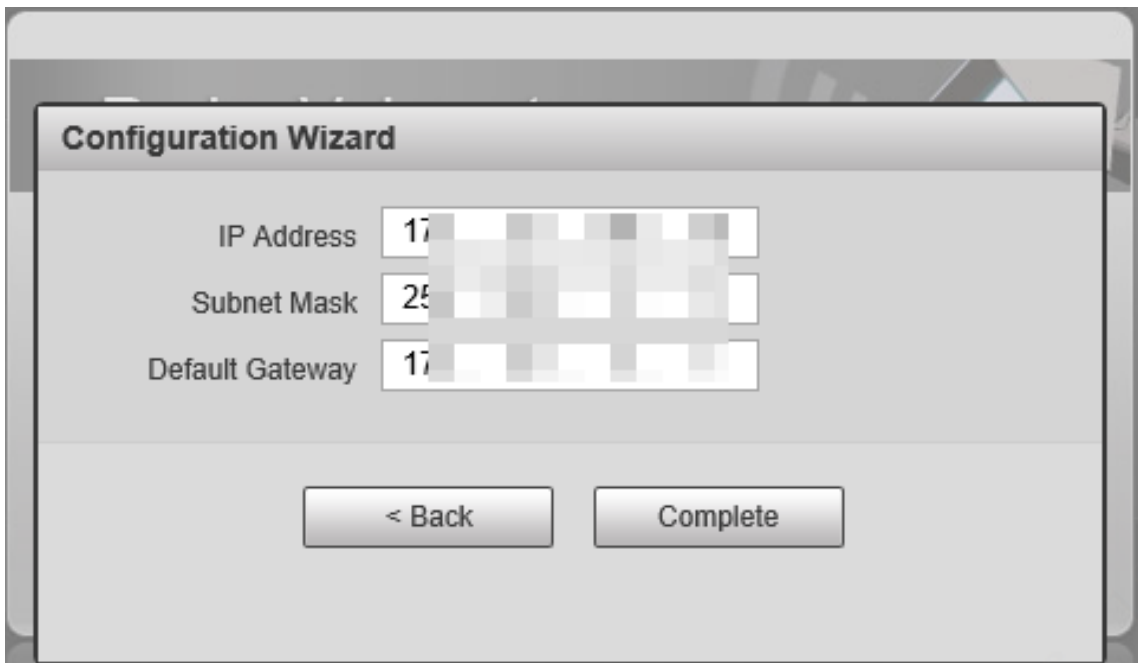 Configuration Wizard
IP Address 17
Subnet Mask 25
Default Gateway 17
< Back Complete